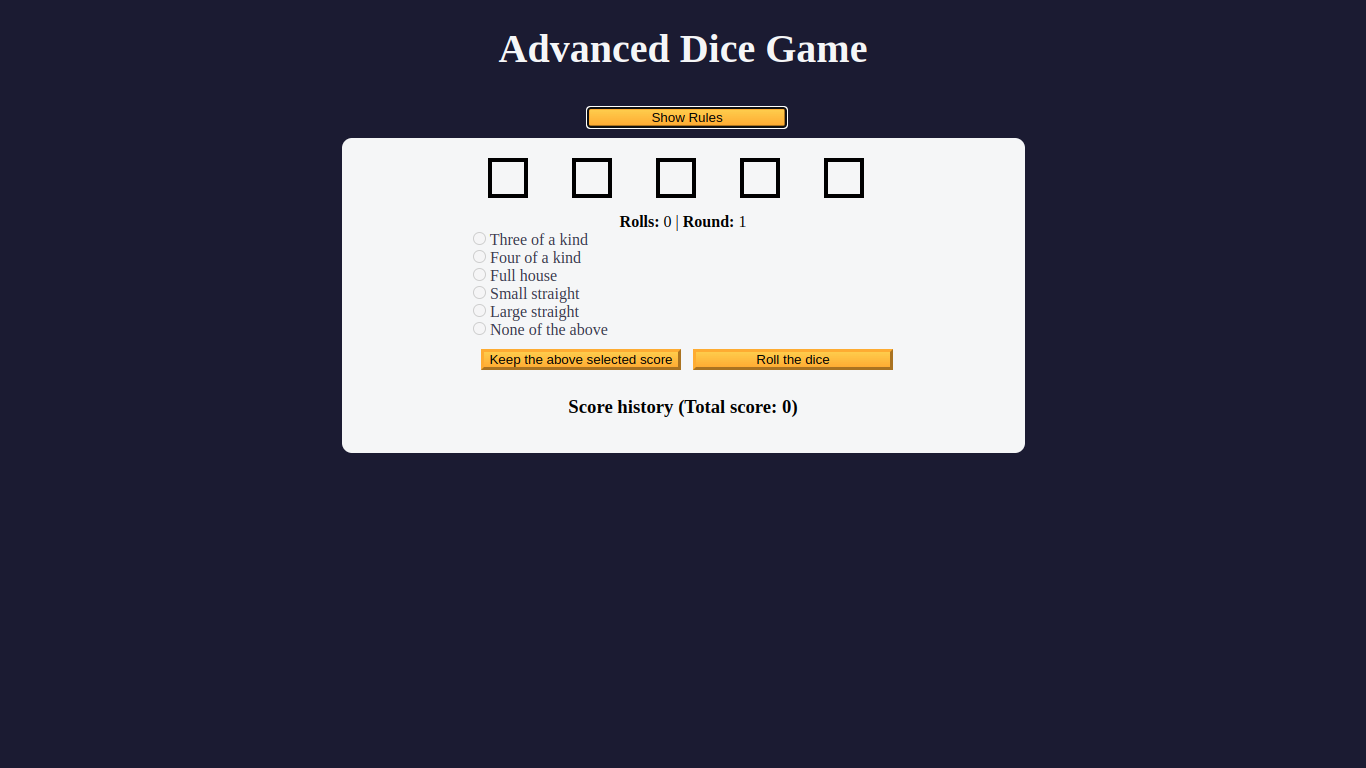 Advanced Dice Game
Show Rules
Rolls: 0 | Round: 1
Three of a kind
Four of a kind
Full house
Small straight
Large straight
None of the above
Keep the above selected score
Roll the dice
Score history (Total score: 0)